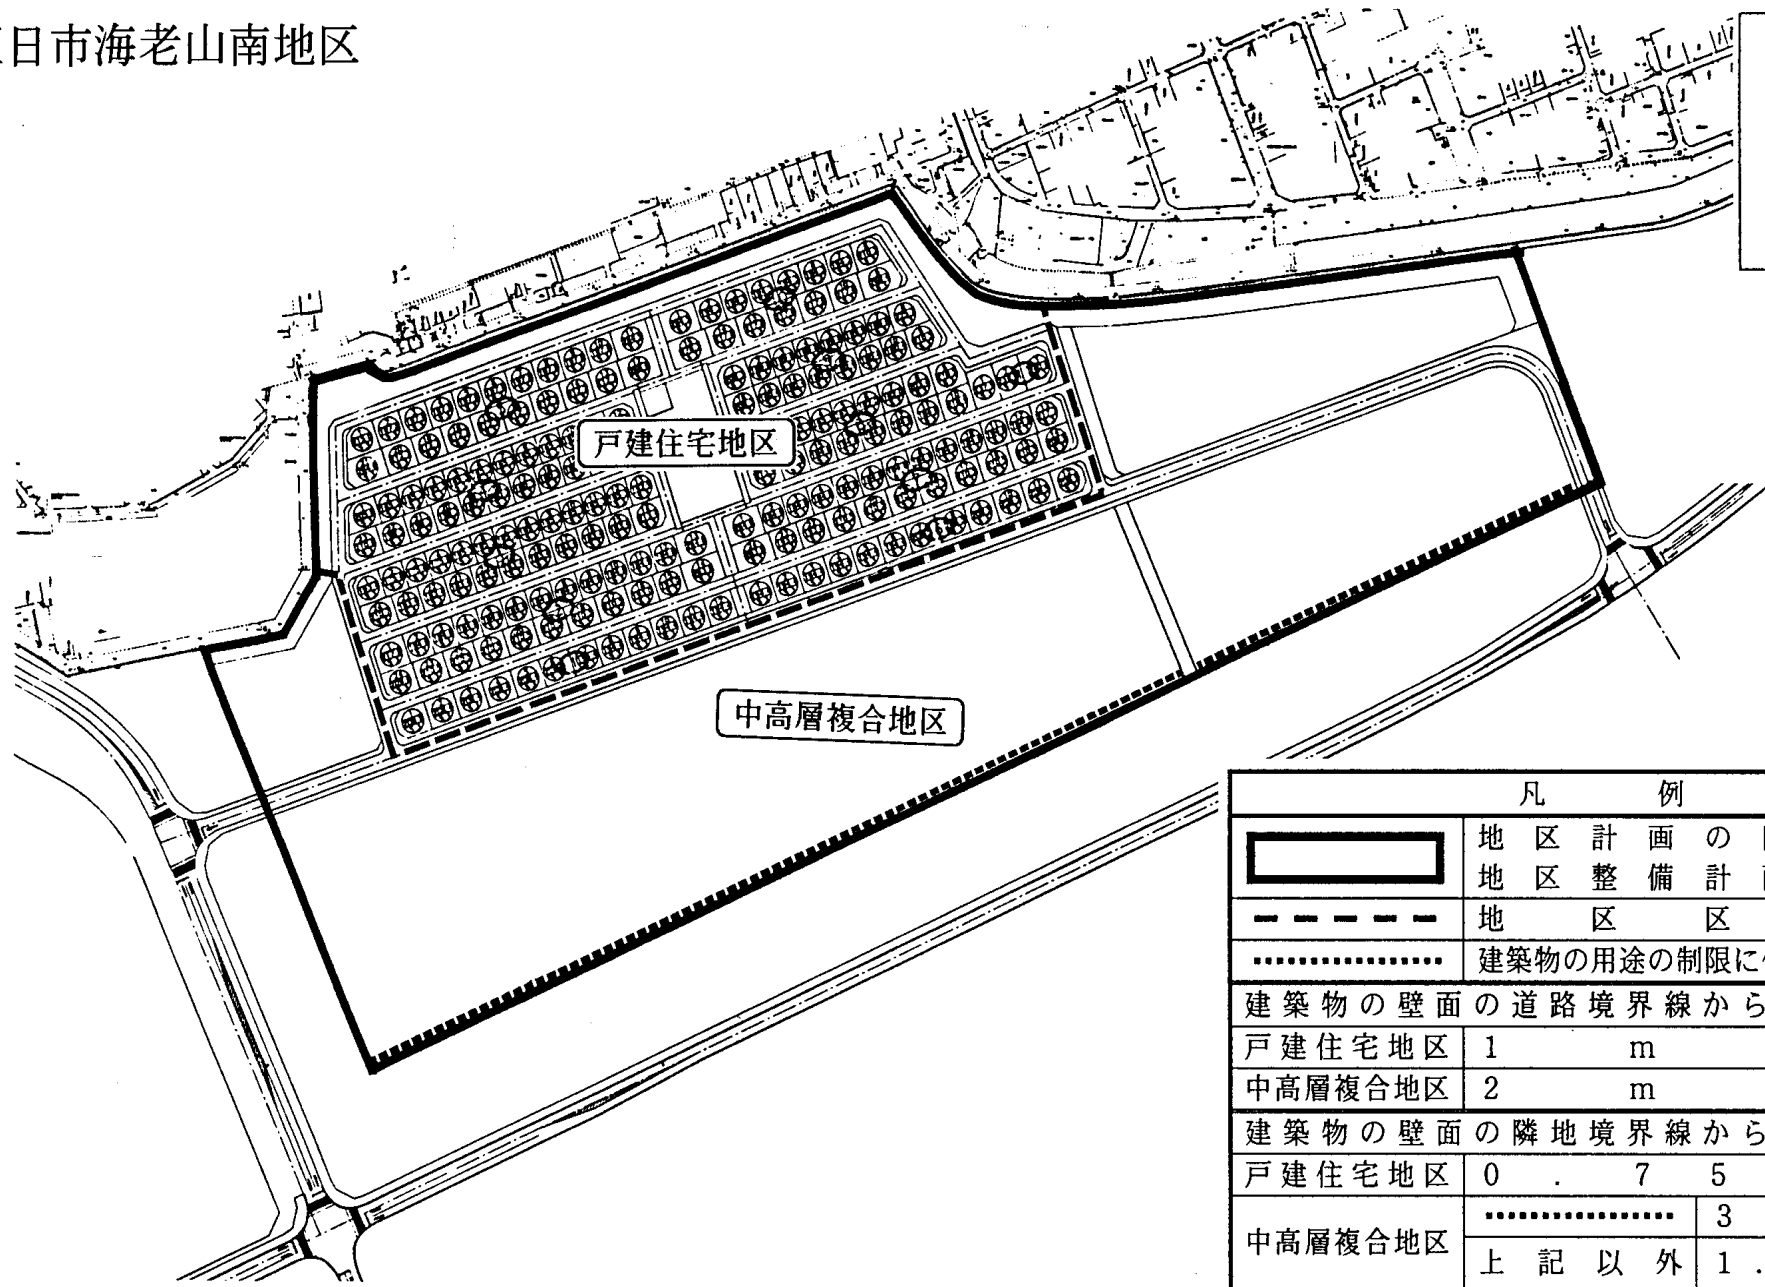 日市海老山南地区
戸建住宅地区
中高層複合地区
凡 例
地 区 計 画 の
地 区 整 備 計 画
地 区 区
建築物の用途の制限に
建 築 物 の 壁 面 の 道 路 境 界 線 か ら
戸建住宅地区 1 m
中高層複合地区 2 m
建 築 物 の 壁 面 の 隣 地 境 界 線 か ら
戸建住宅地区 0 . 7 5
中高層複合地区 3
上 記 以 外 1 .